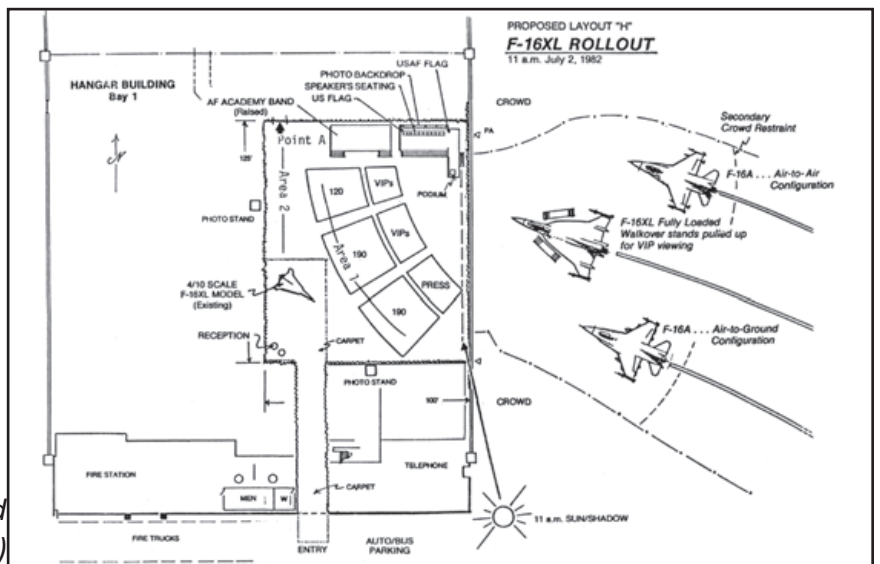 PROPOSED LAYOUT "H"
F-16XL ROLLOUT
11 a.m. July 2, 1982
HANGAR BUILDING
Bay 1
USAF FLAG
PHOTO BACKDROP
SPEAKER'S SEATING
US FLAG
AF ACADEMY BAND
(Raised)
CROWD
PA
Secondary
Crowd Restraint
N
125'
Point A
Area 2
PODIUM
120
VIPs
F-16A . . . Air-to-Air
Configuration
PHOTO STAND
F-16XL Fully Loaded
Walkover stands pulled up
for VIP viewing
190
VIPs
Area 1
4/10 SCALE
F-16XL MODEL
(Existing)
PRESS
190
RECEPTION
CARPET
F-16A . . . Air-to-Ground
Configuration
PHOTO STAND
100'
CROWD
FIRE STATION
TELEPHONE
CARPET
MEN
W
11 a.m. SUN/SHADOW
FIRE TRUCKS
ENTRY
AUTO/BUS
PARKING
d
)